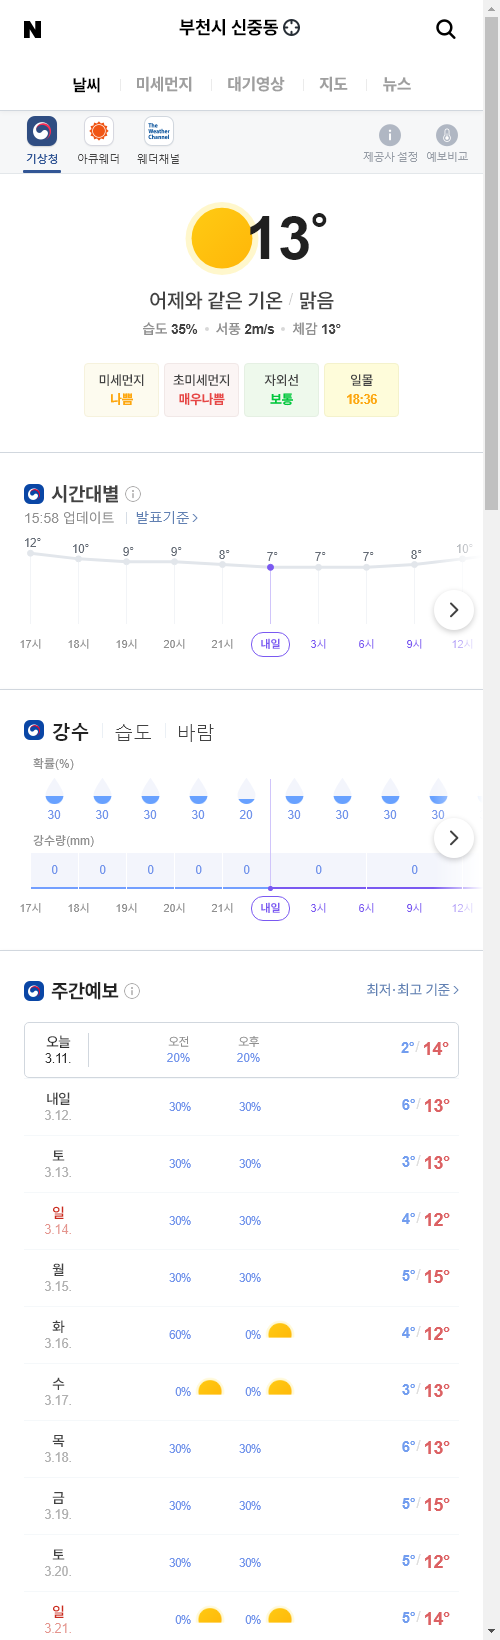 N
부천시 신중동
날씨 미세먼지 대기영상 지도 뉴스
기상청 아큐웨더 The Weather Channel 웨더채널 제공사 설정 예보비교
13°
어제와 같은 기온 / 맑음
습도 35% 서풍 2m/s 체감 13°
미세먼지 초미세먼지 자외선 일몰
나쁨 매우나쁨 보통 18:36
시간대별
15:58 업데이트 발표기준 >
12° 10° 9° 9° 8° 7° 7° 7° 8° 10°
17시 18시 19시 20시 21시 내일 3시 6시 9시 12시
강수 습도 바람
확률(%)
30 30 30 30 20 30 30 30 30
강수량(mm)
0 0 0 0 0 0 0
17시 18시 19시 20시 21시 내일 3시 6시 9시 12시
주간예보 최저·최고 기준 >
오늘 오전 오후
3.11. 20% 20% 2°/14°
내일
3.12. 30% 30% 6°/13°
토
3.13. 30% 30% 3°/13°
일
3.14. 30% 30% 4°/12°
월
3.15. 30% 30% 5°/15°
화
3.16. 60% 0% 4°/12°
수
3.17. 0% 0% 3°/13°
목
3.18. 30% 30% 6°/13°
금
3.19. 30% 30% 5°/15°
토
3.20. 30% 30% 5°/12°
일
3.21. 0% 0% 5°/14°